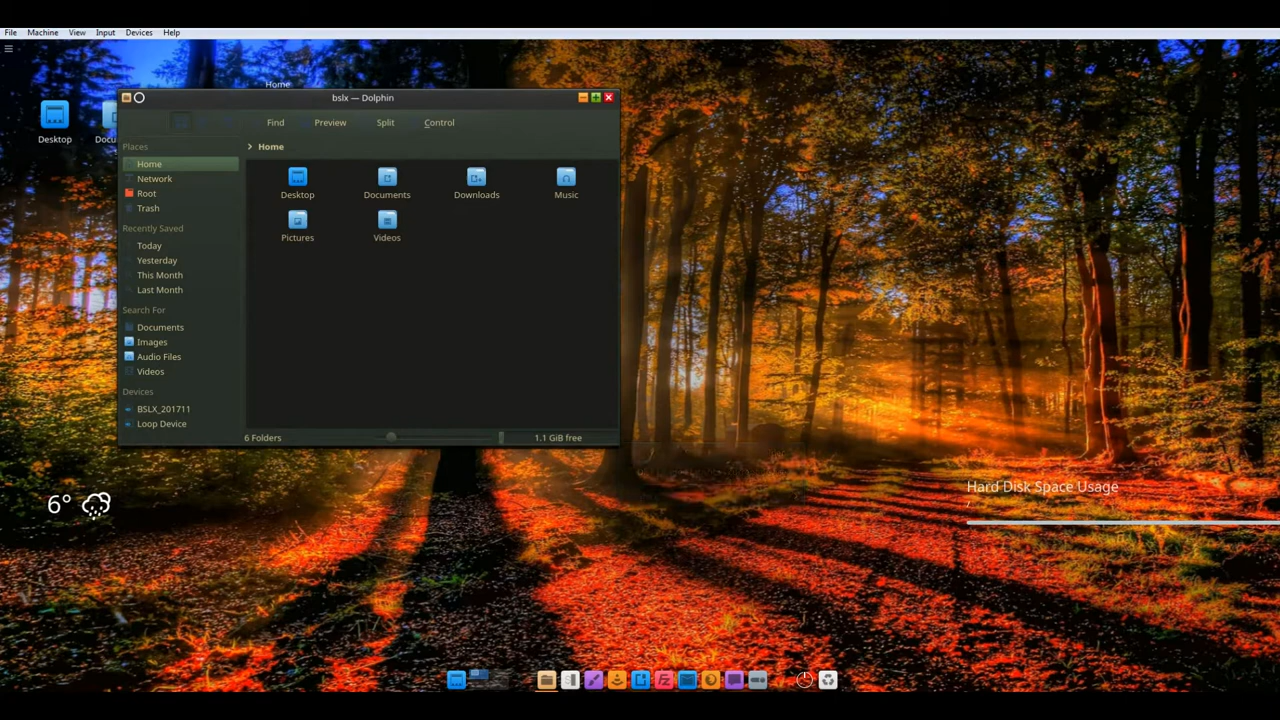 File Machine View Input Devices Help
Home
bslx — Dolphin
Find Preview Split Control
Places
Home
Home
Network
Root
Trash
Recently Saved
Today
Yesterday
This Month
Last Month
Search For
Documents
Images
Audio Files
Videos
Devices
BSLX_201711
Loop Device
Desktop Documents Downloads Music
Pictures Videos
6 Folders 1.1 GiB free
Desktop
Docu
6°
Hard Disk Space Usage
/